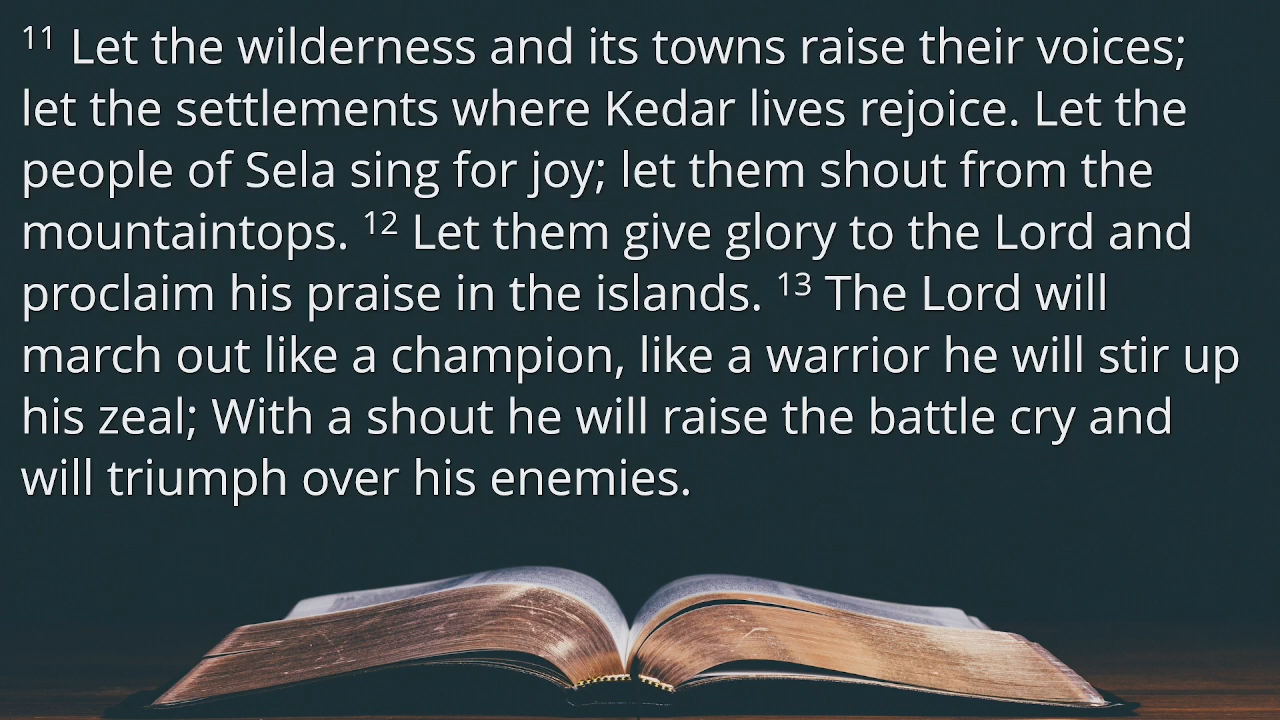 11 Let the wilderness and its towns raise their voices;
let the settlements where Kedar lives rejoice. Let the
people of Sela sing for joy; let them shout from the
mountaintops. 12 Let them give glory to the Lord and
proclaim his praise in the islands. 13 The Lord will
march out like a champion, like a warrior he will stir up
his zeal; With a shout he will raise the battle cry and
will triumph over his enemies.